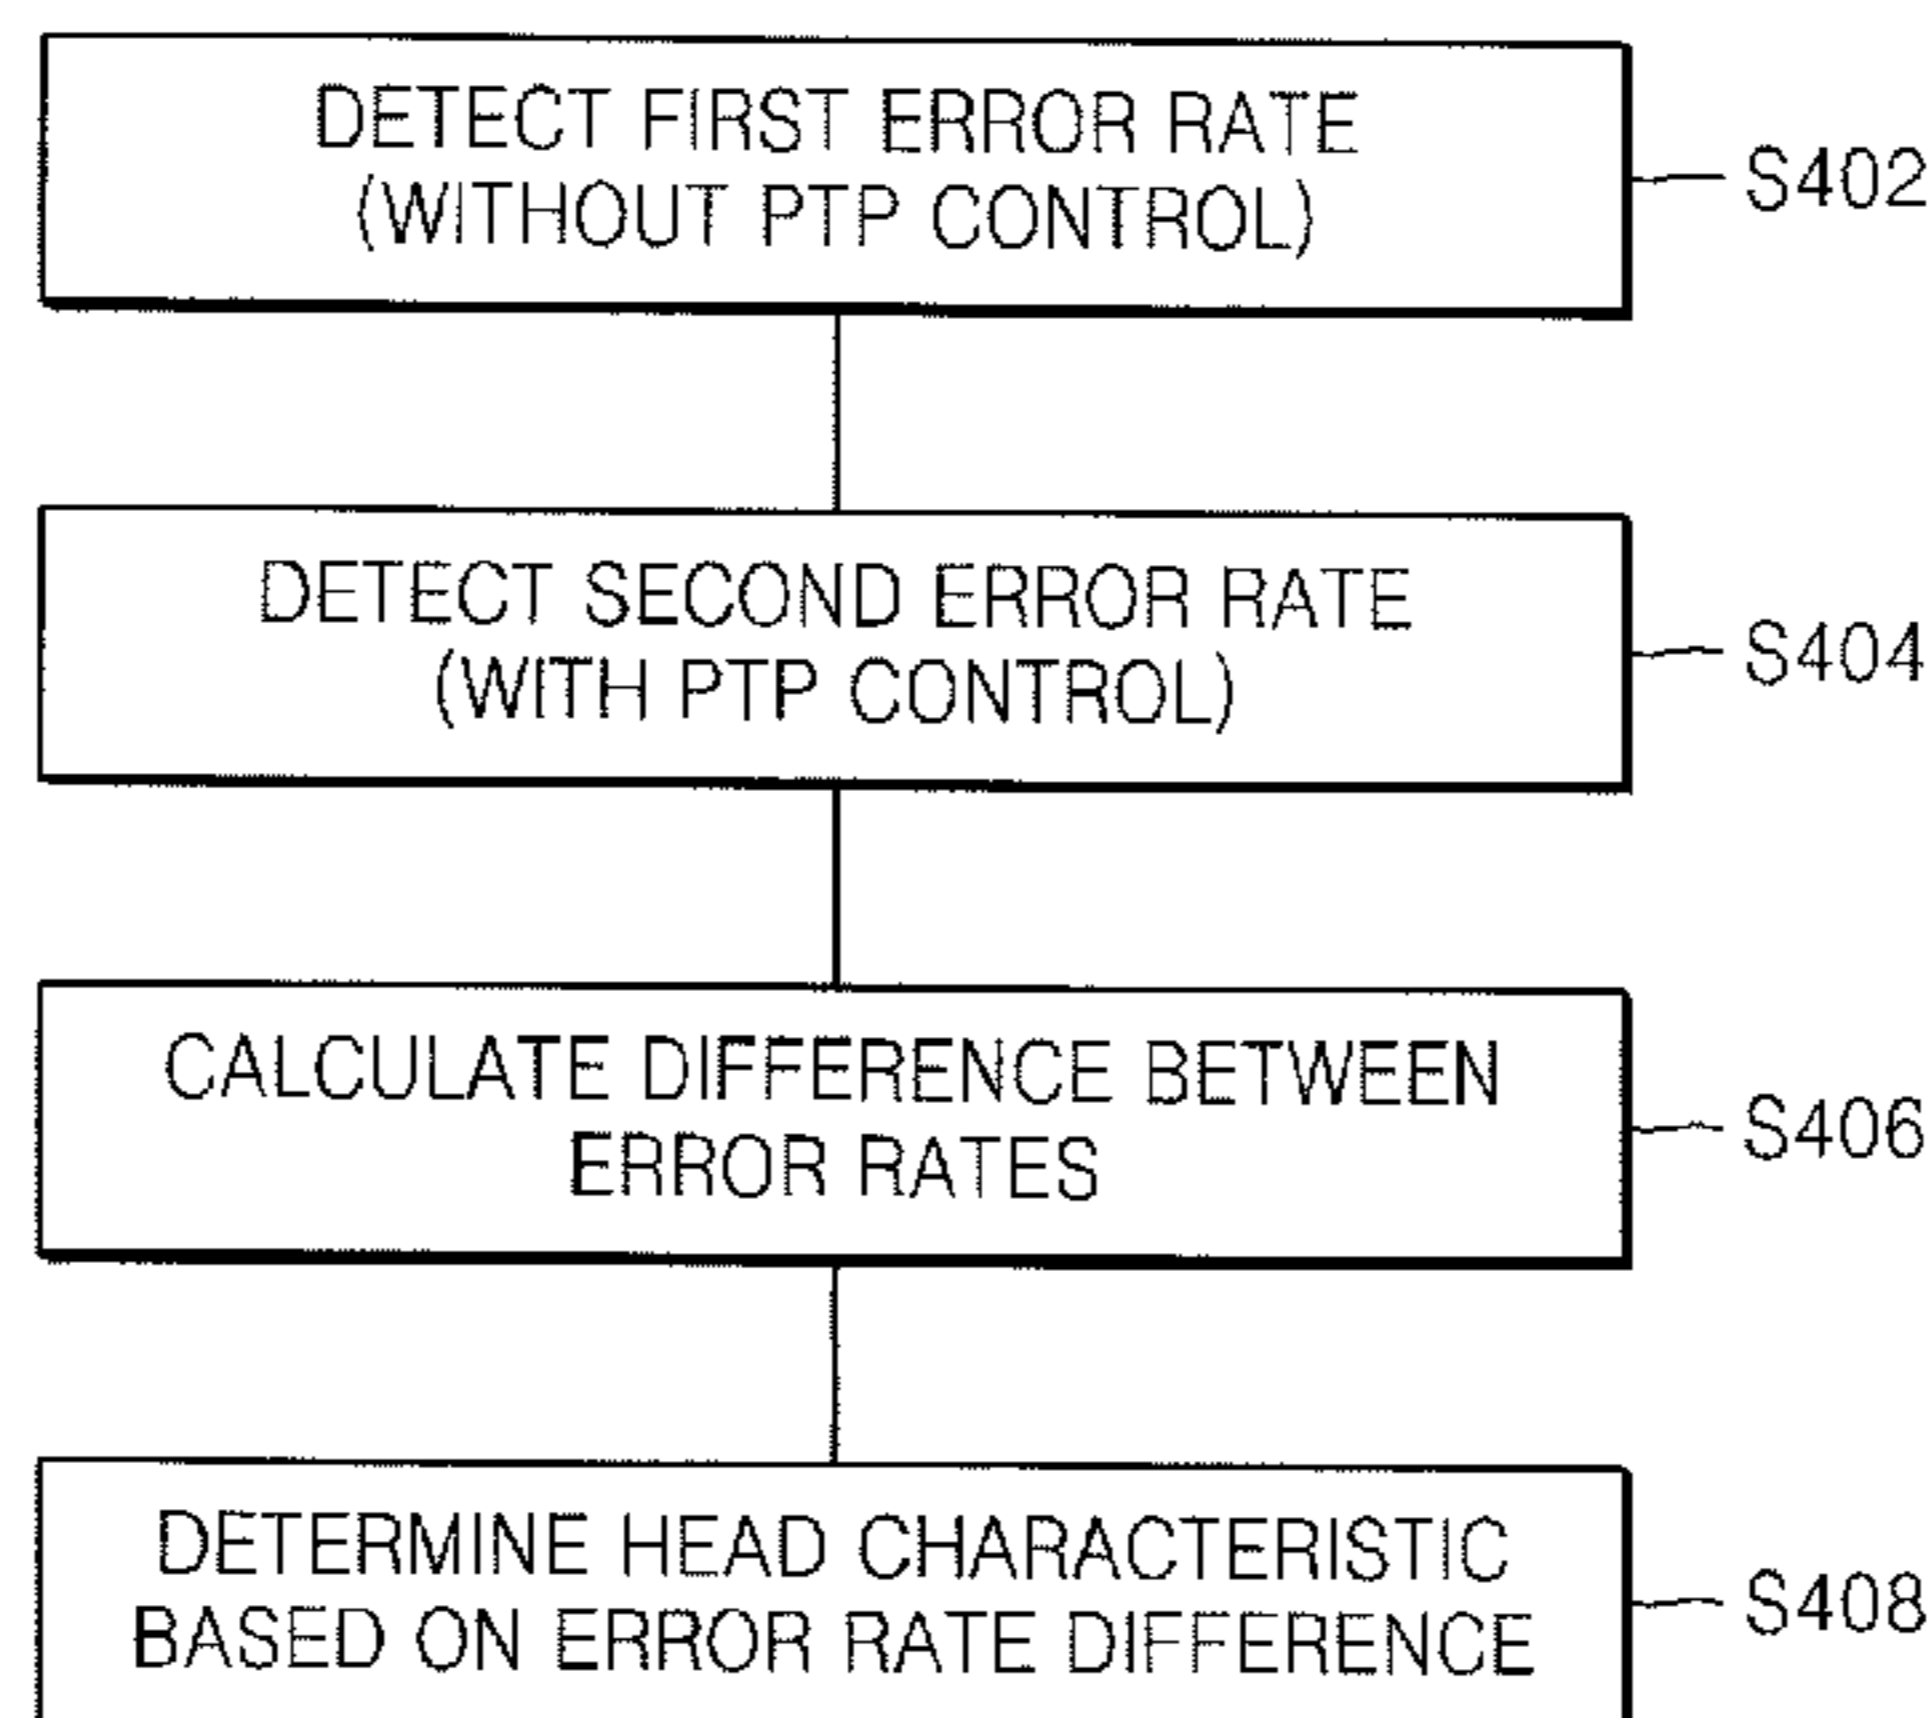 DETECT FIRST ERROR RATE
(WITHOUT PTP CONTROL)
S402
DETECT SECOND ERROR RATE
(WITH PTP CONTROL)
S404
CALCULATE DIFFERENCE BETWEEN
ERROR RATES
S406
DETERMINE HEAD CHARACTERISTIC
BASED ON ERROR RATE DIFFERENCE
S408